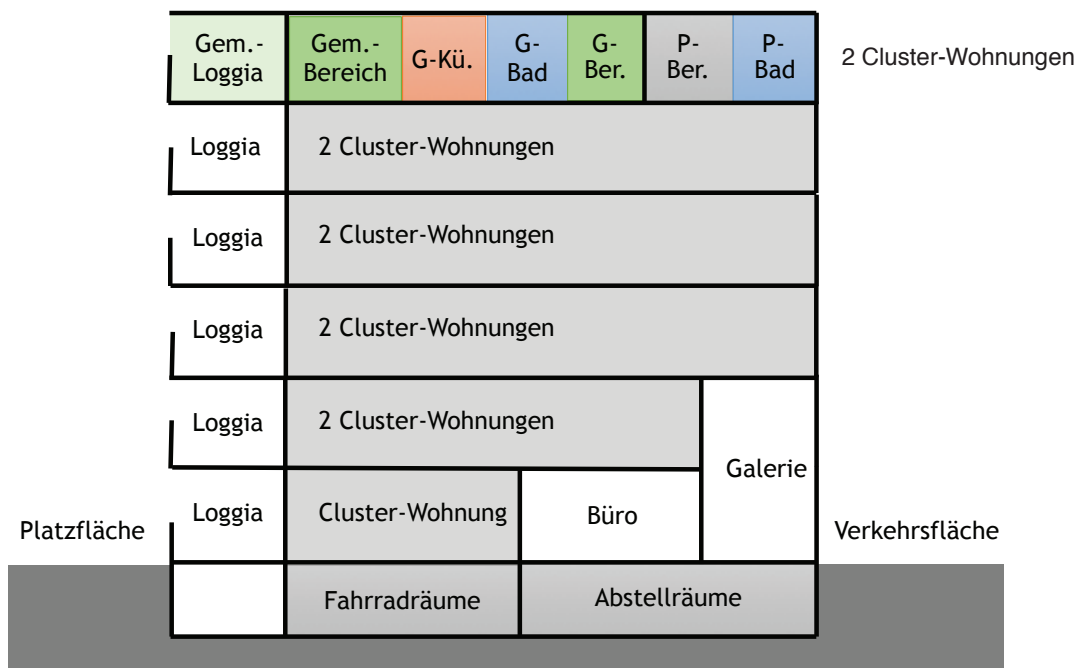 Gem.-
Loggia
Gem.-
Bereich
G-Kü.
G-
Bad
G-
Ber.
P-
Ber.
P-
Bad
2 Cluster-Wohnungen
Loggia
2 Cluster-Wohnungen
Loggia
2 Cluster-Wohnungen
Loggia
2 Cluster-Wohnungen
Loggia
2 Cluster-Wohnungen
Galerie
Platzfläche
Loggia
Cluster-Wohnung
Büro
Verkehrsfläche
Fahrradräume
Abstellräume